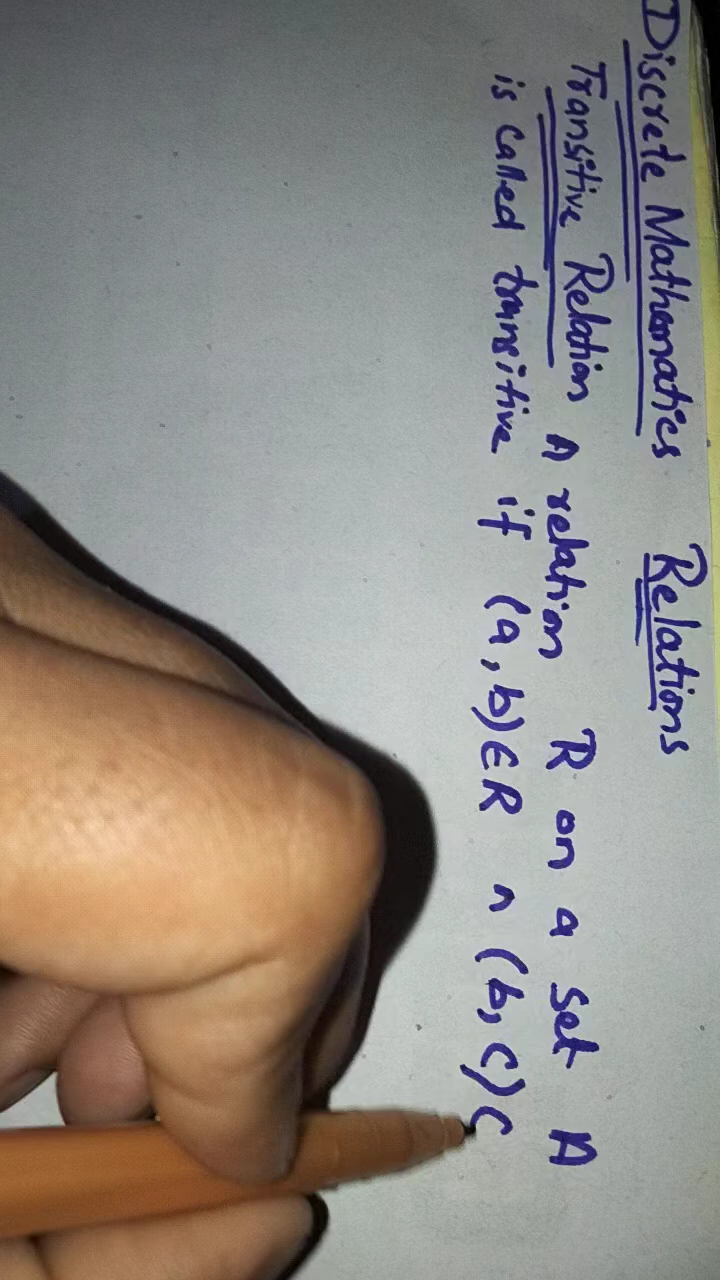 Discrete Mathematics Relations
Transitive Relation A relation R on a set A
is called transitive if (a,b)∈R ∧ (b,c)